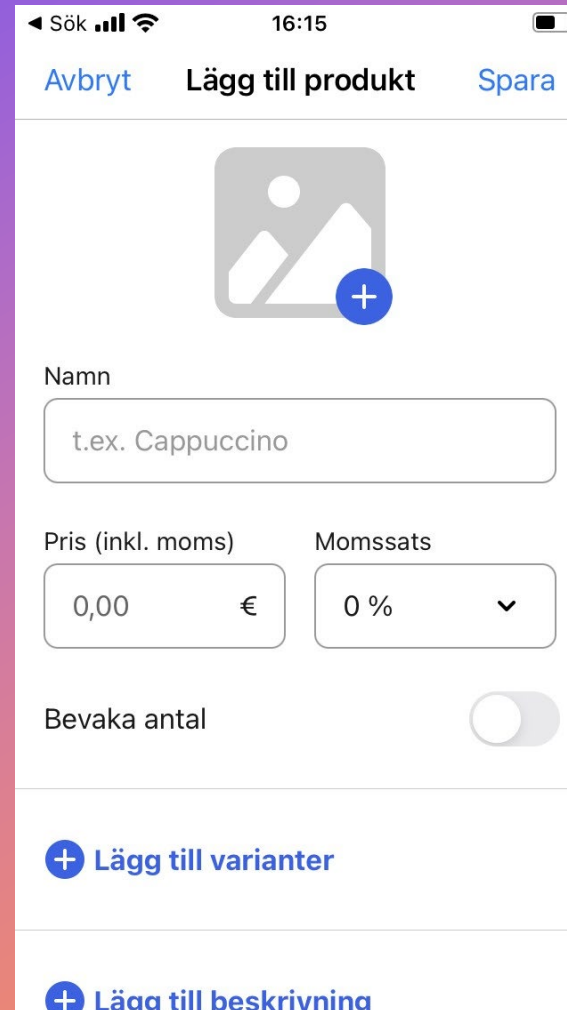 ◀ Sök 16:15
Avbryt Lägg till produkt Spara
Namn
t.ex. Cappuccino
Pris (inkl. moms) Momssats
0,00 € 0 %
Bevaka antal
Lägg till varianter
Lägg till beskrivning